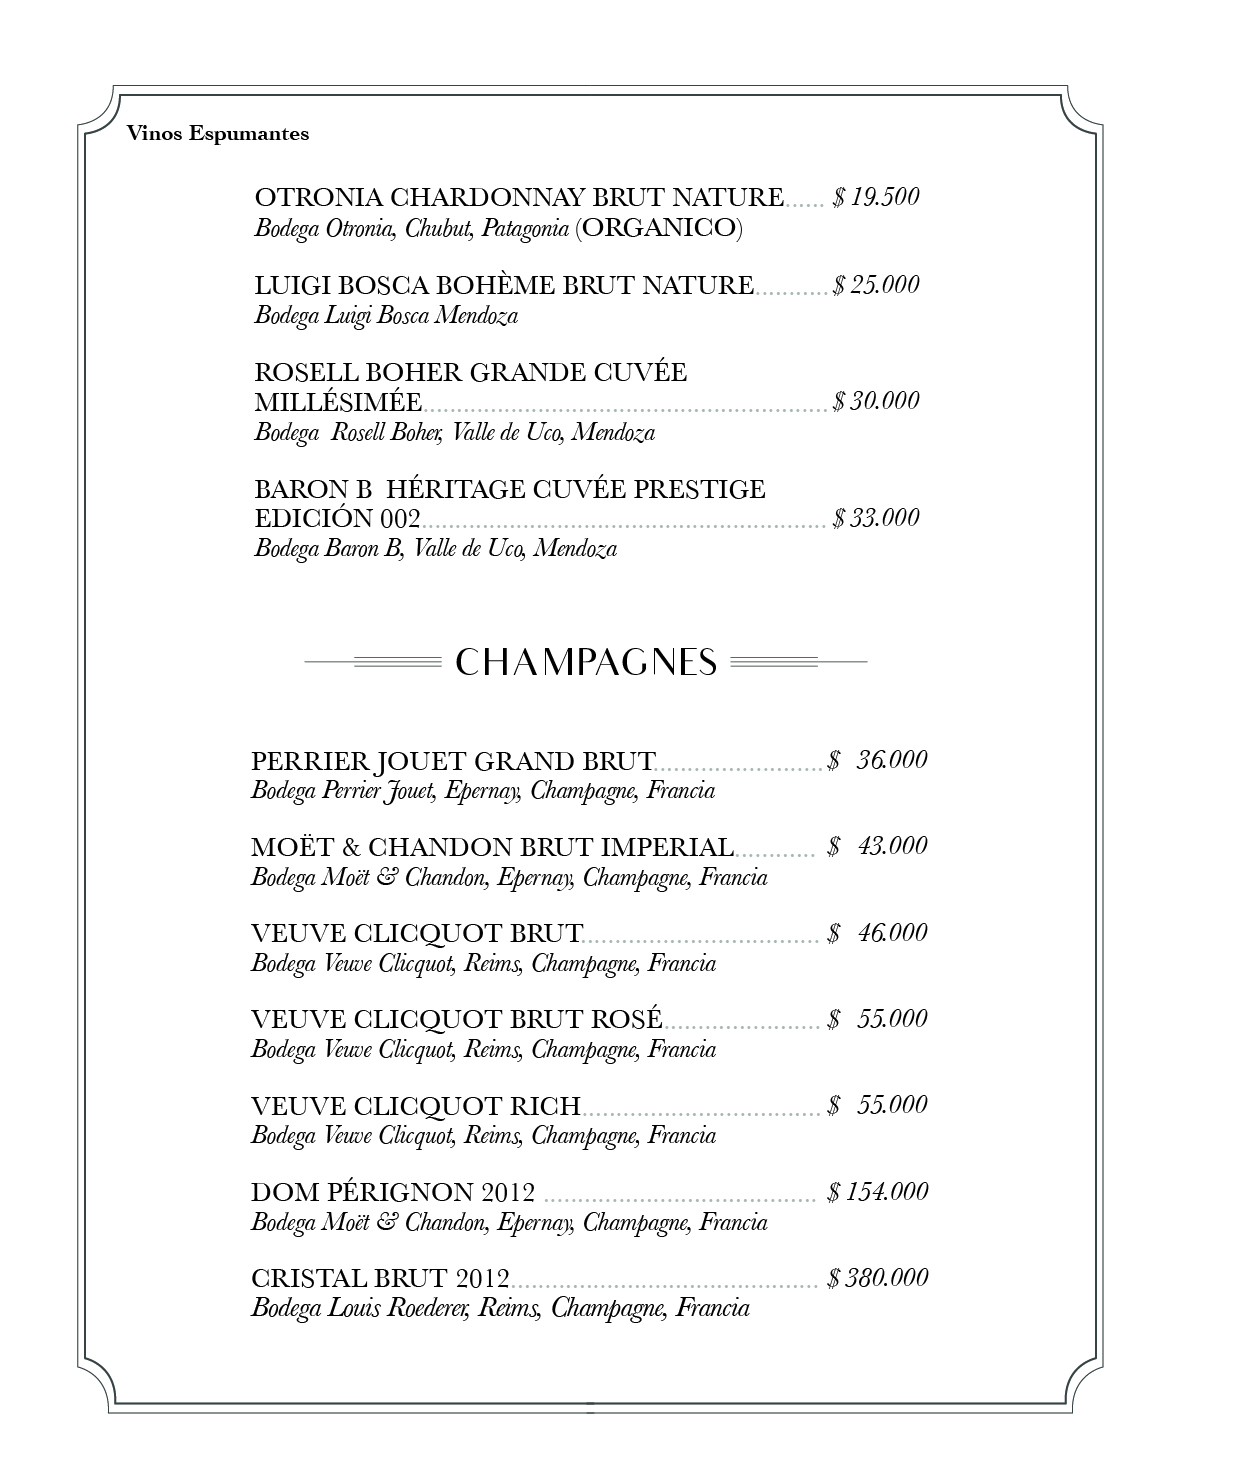 Vinos Espumantes
OTRONIA CHARDONNAY BRUT NATURE...... $ 19.500
Bodega Otronia, Chubut, Patagonia (ORGANICO)
LUIGI BOSCA BOHÈME BRUT NATURE.......... $ 25.000
Bodega Luigi Bosca Mendoza
ROSELL BOHER GRANDE CUVÉE
MILLÉSIMÉE........................................................... $ 30.000
Bodega Rosell Boher, Valle de Uco, Mendoza
BARON B HÉRITAGE CUVÉE PRESTIGE
EDICIÓN 002........................................................... $ 33.000
Bodega Baron B, Valle de Uco, Mendoza
CHAMPAGNES
PERRIER JOUET GRAND BRUT........................ $ 36.000
Bodega Perrier Jouet, Epernay, Champagne, Francia
MOËT & CHANDON BRUT IMPERIAL............ $ 43.000
Bodega Moët & Chandon, Epernay, Champagne, Francia
VEUVE CLICQUOT BRUT.................................. $ 46.000
Bodega Veuve Clicquot, Reims, Champagne, Francia
VEUVE CLICQUOT BRUT ROSÉ....................... $ 55.000
Bodega Veuve Clicquot, Reims, Champagne, Francia
VEUVE CLICQUOT RICH................................... $ 55.000
Bodega Veuve Clicquot, Reims, Champagne, Francia
DOM PÉRIGNON 2012 ........................................ $ 154.000
Bodega Moët & Chandon, Epernay, Champagne, Francia
CRISTAL BRUT 2012............................................. $ 380.000
Bodega Louis Roederer, Reims, Champagne, Francia